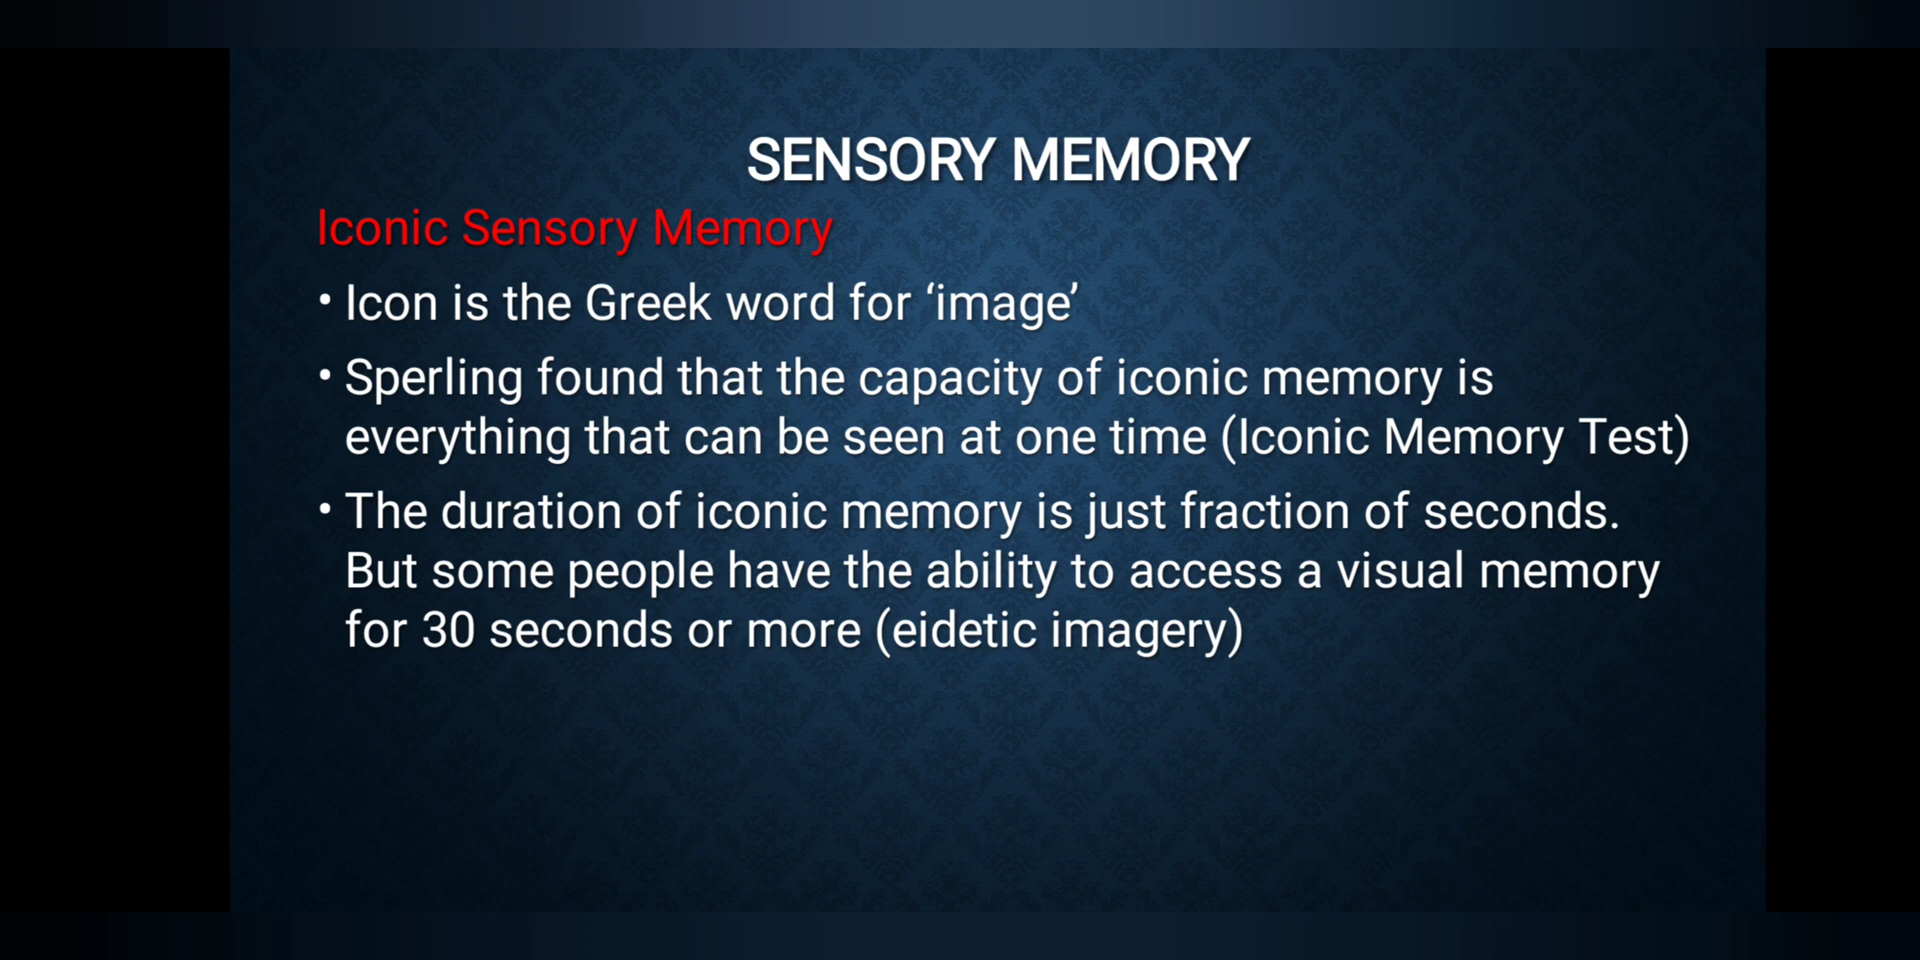 SENSORY MEMORY
Iconic Sensory Memory
• Icon is the Greek word for ‘image’
• Sperling found that the capacity of iconic memory is
everything that can be seen at one time (Iconic Memory Test)
• The duration of iconic memory is just fraction of seconds.
But some people have the ability to access a visual memory
for 30 seconds or more (eidetic imagery)